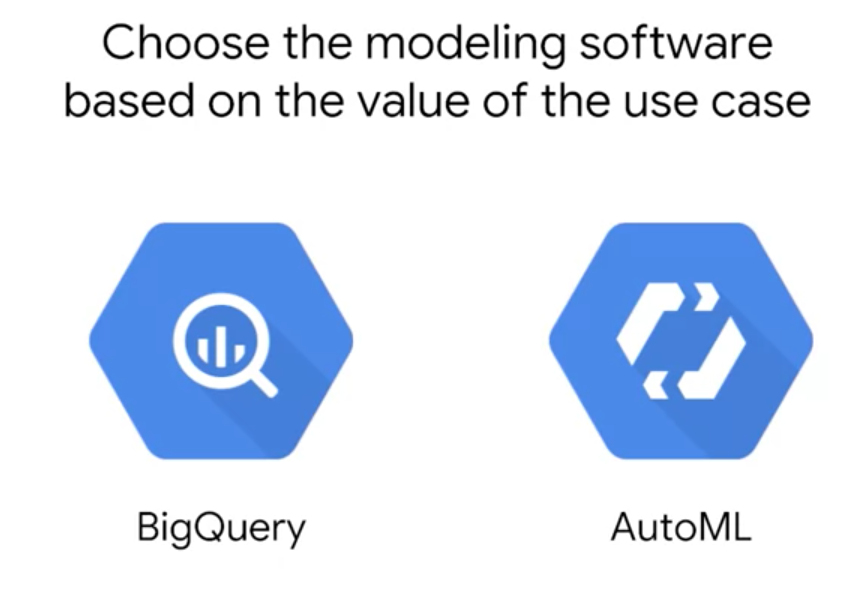 Choose the modeling software
based on the value of the use case
BigQuery
AutoML